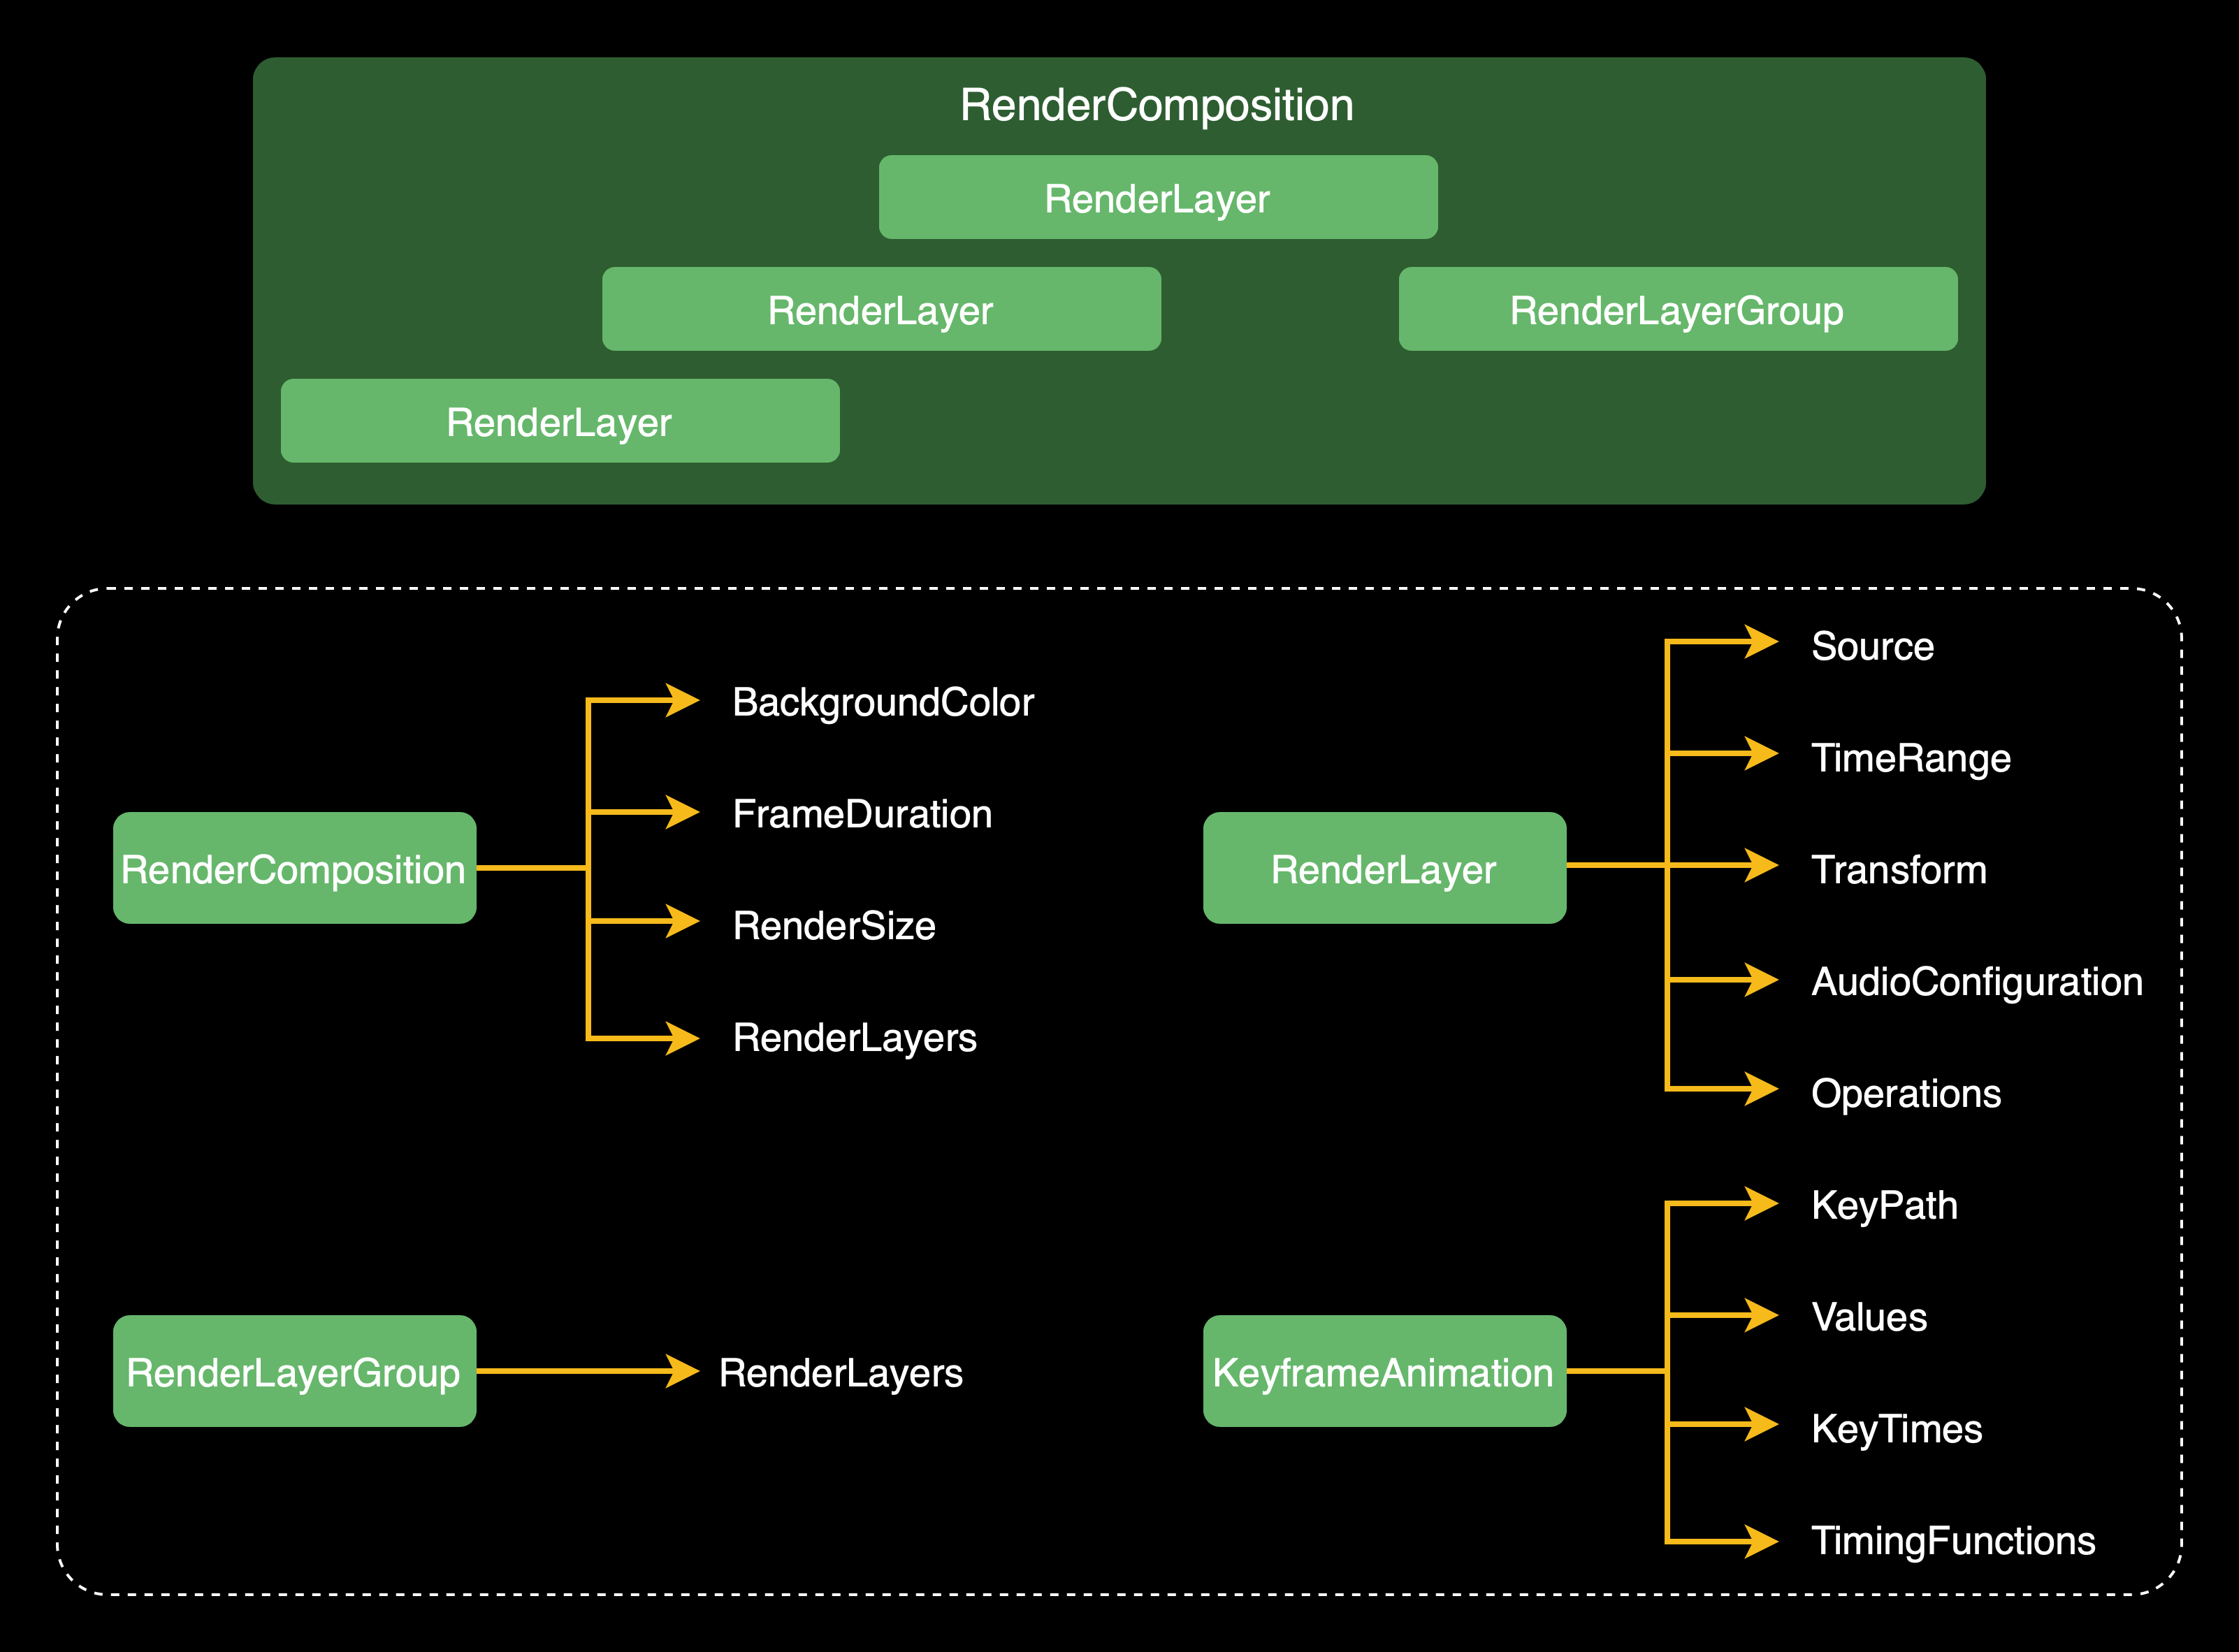 RenderComposition
RenderLayer
RenderLayer
RenderLayerGroup
RenderLayer
RenderComposition
BackgroundColor
FrameDuration
RenderSize
RenderLayers
RenderLayer
Source
TimeRange
Transform
AudioConfiguration
Operations
RenderLayerGroup
RenderLayers
KeyframeAnimation
KeyPath
Values
KeyTimes
TimingFunctions